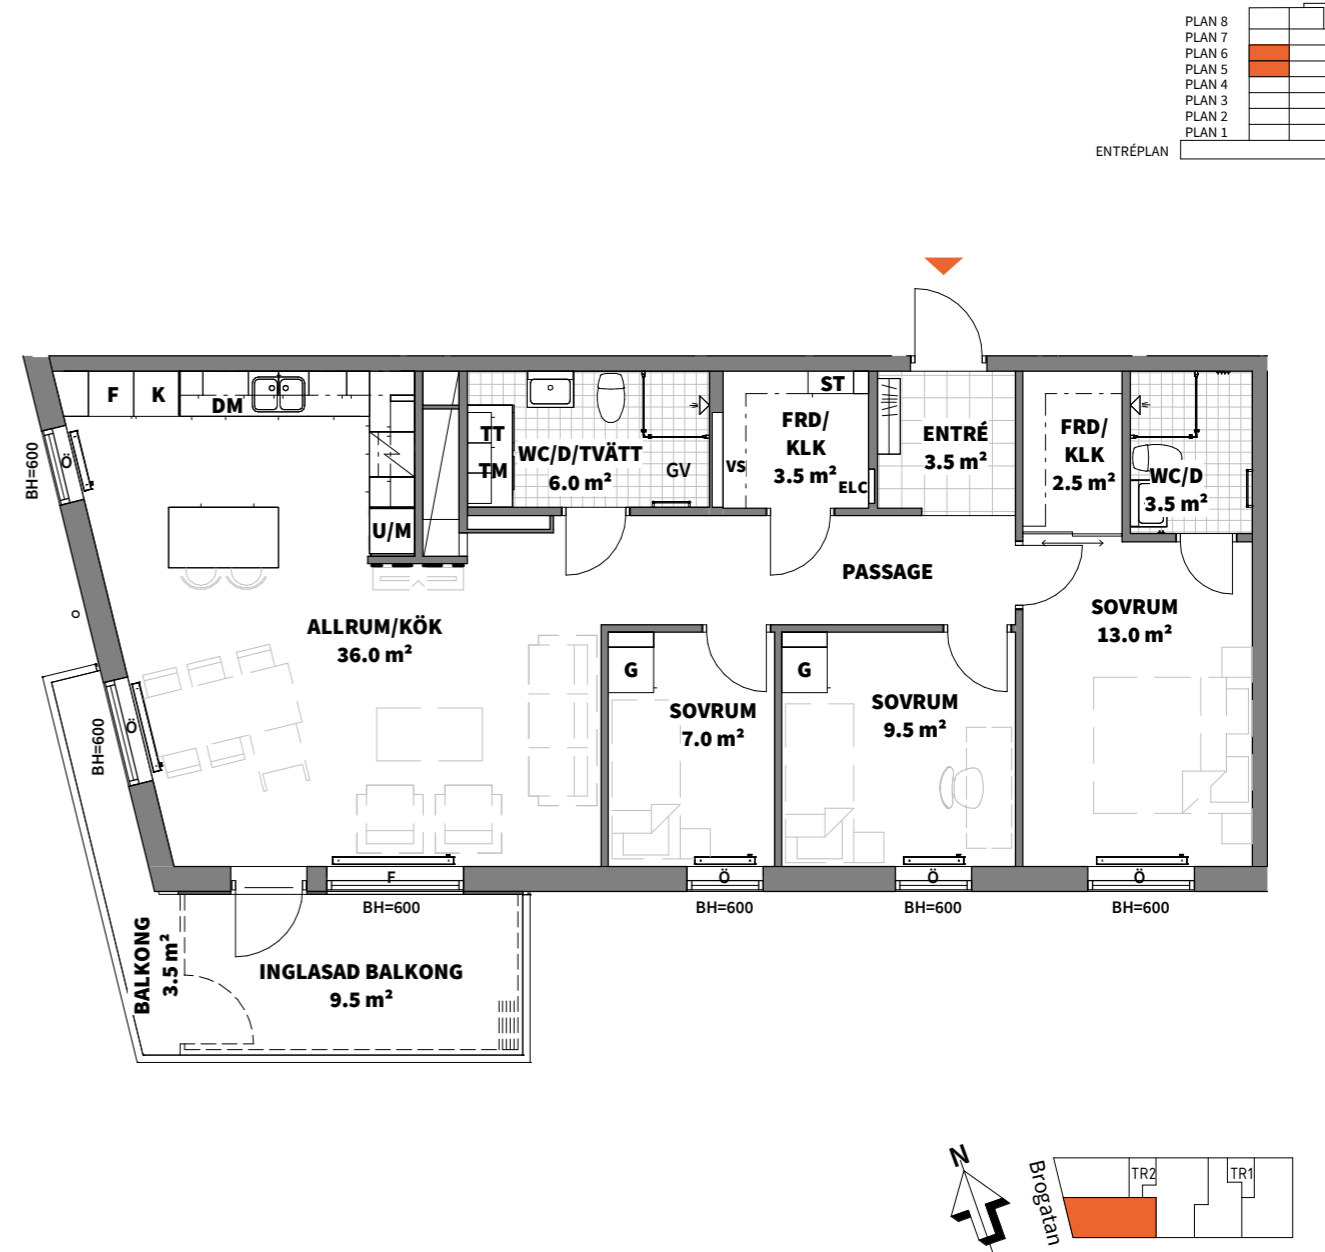 PLAN 8
PLAN 7
PLAN 6
PLAN 5
PLAN 4
PLAN 3
PLAN 2
PLAN 1
ENTRÉPLAN
F
K
DM
U/M
TT
TM
WC/D/TVÄTT
6.0 m²
GV
VS
ST
FRD/
KLK
3.5 m²
ELC
ENTRÉ
3.5 m²
FRD/
KLK
2.5 m²
WC/D
3.5 m²
BH=600
Ö
PASSAGE
ALLRUM/KÖK
36.0 m²
SOVRUM
13.0 m²
G
SOVRUM
7.0 m²
G
SOVRUM
9.5 m²
BH=600
Ö
F
Ö
Ö
Ö
BH=600
BH=600
BH=600
BH=600
BALKONG
3.5 m²
INGLASAD BALKONG
9.5 m²
N
Brogatan
TR2
TR1